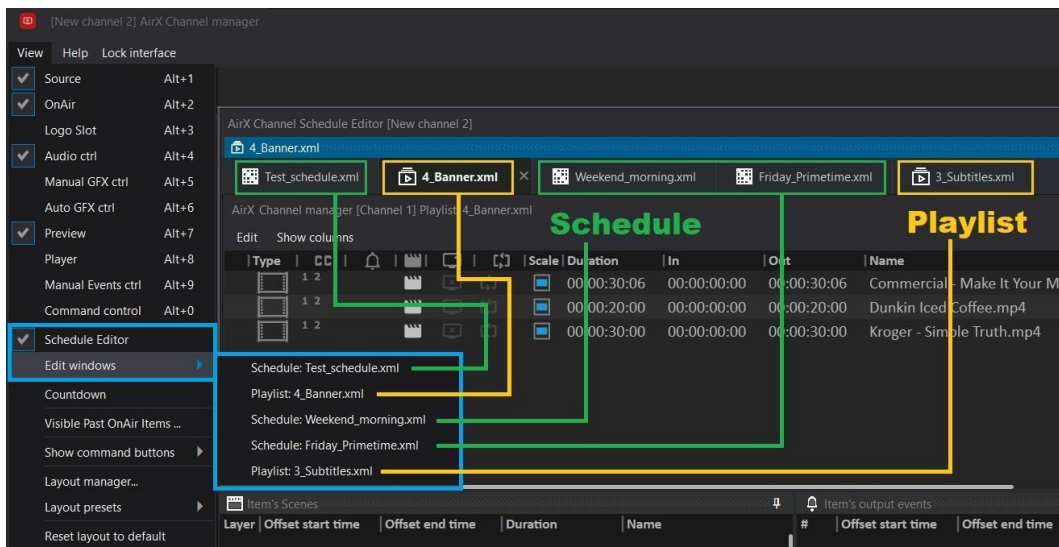 [New channel 2] AirX Channel manager
View Help Lock interface
Source Alt+1
OnAir Alt+2
Logo Slot Alt+3
Audio ctrl Alt+4
Manual GFX ctrl Alt+5
Auto GFX ctrl Alt+6
Preview Alt+7
Player Alt+8
Manual Events ctrl Alt+9
Command control Alt+0
Schedule Editor
Edit windows
Countdown
Visible Past OnAir Items ...
Show command buttons
Layout manager...
Layout presets
Reset layout to default
Schedule: Test_schedule.xml
Playlist: 4_Banner.xml
Schedule: Weekend_morning.xml
Schedule: Friday_Primetime.xml
Playlist: 3_Subtitles.xml
AirX Channel Schedule Editor [New channel 2]
4_Banner.xml
Test_schedule.xml 4_Banner.xml Weekend_morning.xml Friday_Primetime.xml 3_Subtitles.xml
AirX Channel manager [Channel 1] Playlist: 4_Banner.xml
Schedule Playlist
Edit Show columns
Type CC Scale Duration In Out Name
1 2 00:00:30:06 00:00:00:00 00:00:30:06 Commercial - Make It Your M
1 2 00:00:20:00 00:00:00:00 00:00:20:00 Dunkin Iced Coffee.mp4
1 2 00:00:30:00 00:00:00:00 00:00:30:00 Kroger - Simple Truth.mp4
Item's Scenes
Layer Offset start time Offset end time Duration Name
Item's output events
# Offset start time Offset end time